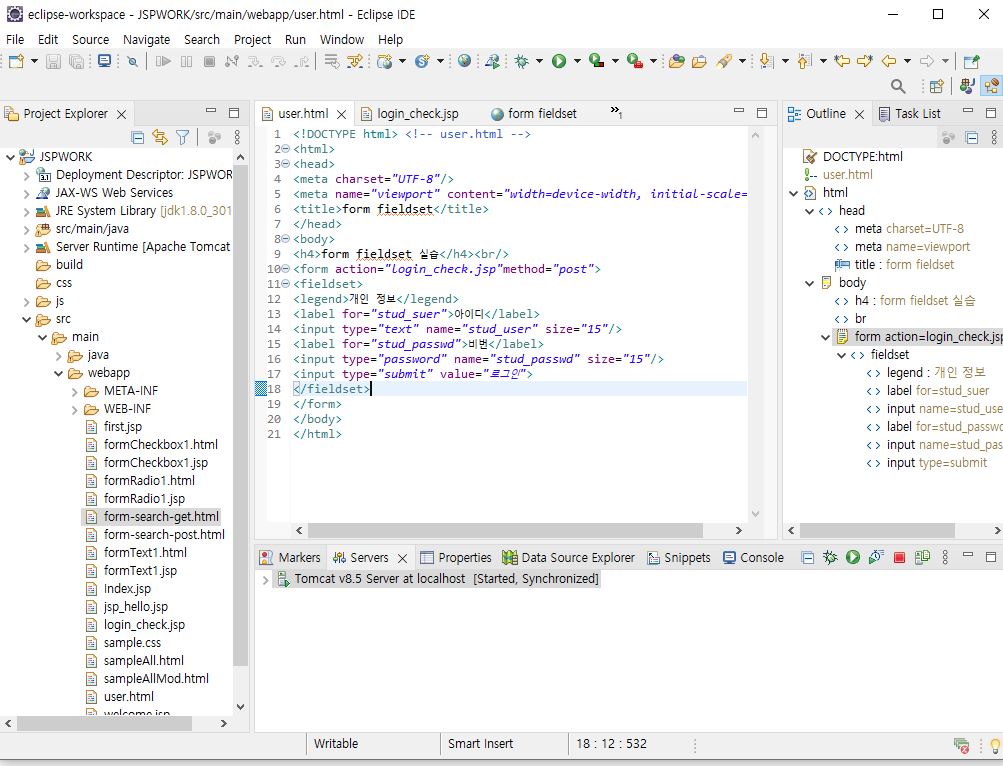 eclipse-workspace - JSPWORK/src/main/webapp/user.html - Eclipse IDE
File Edit Source Navigate Search Project Run Window Help
Project Explorer
JSPWORK
Deployment Descriptor: JSPWOR
JAX-WS Web Services
JRE System Library [jdk1.8.0_301
src/main/java
Server Runtime [Apache Tomcat
build
css
js
src
main
java
webapp
META-INF
WEB-INF
first.jsp
formCheckbox1.html
formCheckbox1.jsp
formRadio1.html
formRadio1.jsp
form-search-get.html
form-search-post.html
formText1.html
formText1.jsp
Index.jsp
jsp_hello.jsp
login_check.jsp
sample.css
sampleAll.html
sampleAllMod.html
user.html
welcome.jsp
user.html login_check.jsp form fieldset »1
1 <!DOCTYPE html> <!-- user.html -->
2 <html>
3 <head>
4 <meta charset="UTF-8"/>
5 <meta name="viewport" content="width=device-width, initial-scale=
6 <title>form fieldset</title>
7 </head>
8 <body>
9 <h4>form fieldset 실습</h4><br/>
10 <form action="login_check.jsp"method="post">
11 <fieldset>
12 <legend>개인 정보</legend>
13 <label for="stud_suer">아이디</label>
14 <input type="text" name="stud_user" size="15"/>
15 <label for="stud_passwd">비번</label>
16 <input type="password" name="stud_passwd" size="15"/>
17 <input type="submit" value="로그인">
18 </fieldset>
19 </form>
20 </body>
21 </html>
Outline Task List
DOCTYPE:html
user.html
html
head
meta charset=UTF-8
meta name=viewport
title : form fieldset
body
h4 : form fieldset 실습
br
form action=login_check.jsp
fieldset
legend : 개인 정보
label for=stud_suer
input name=stud_use
label for=stud_passwo
input name=stud_pas
input type=submit
Markers Servers Properties Data Source Explorer Snippets Console
Tomcat v8.5 Server at localhost [Started, Synchronized]
Writable Smart Insert 18 : 12 : 532